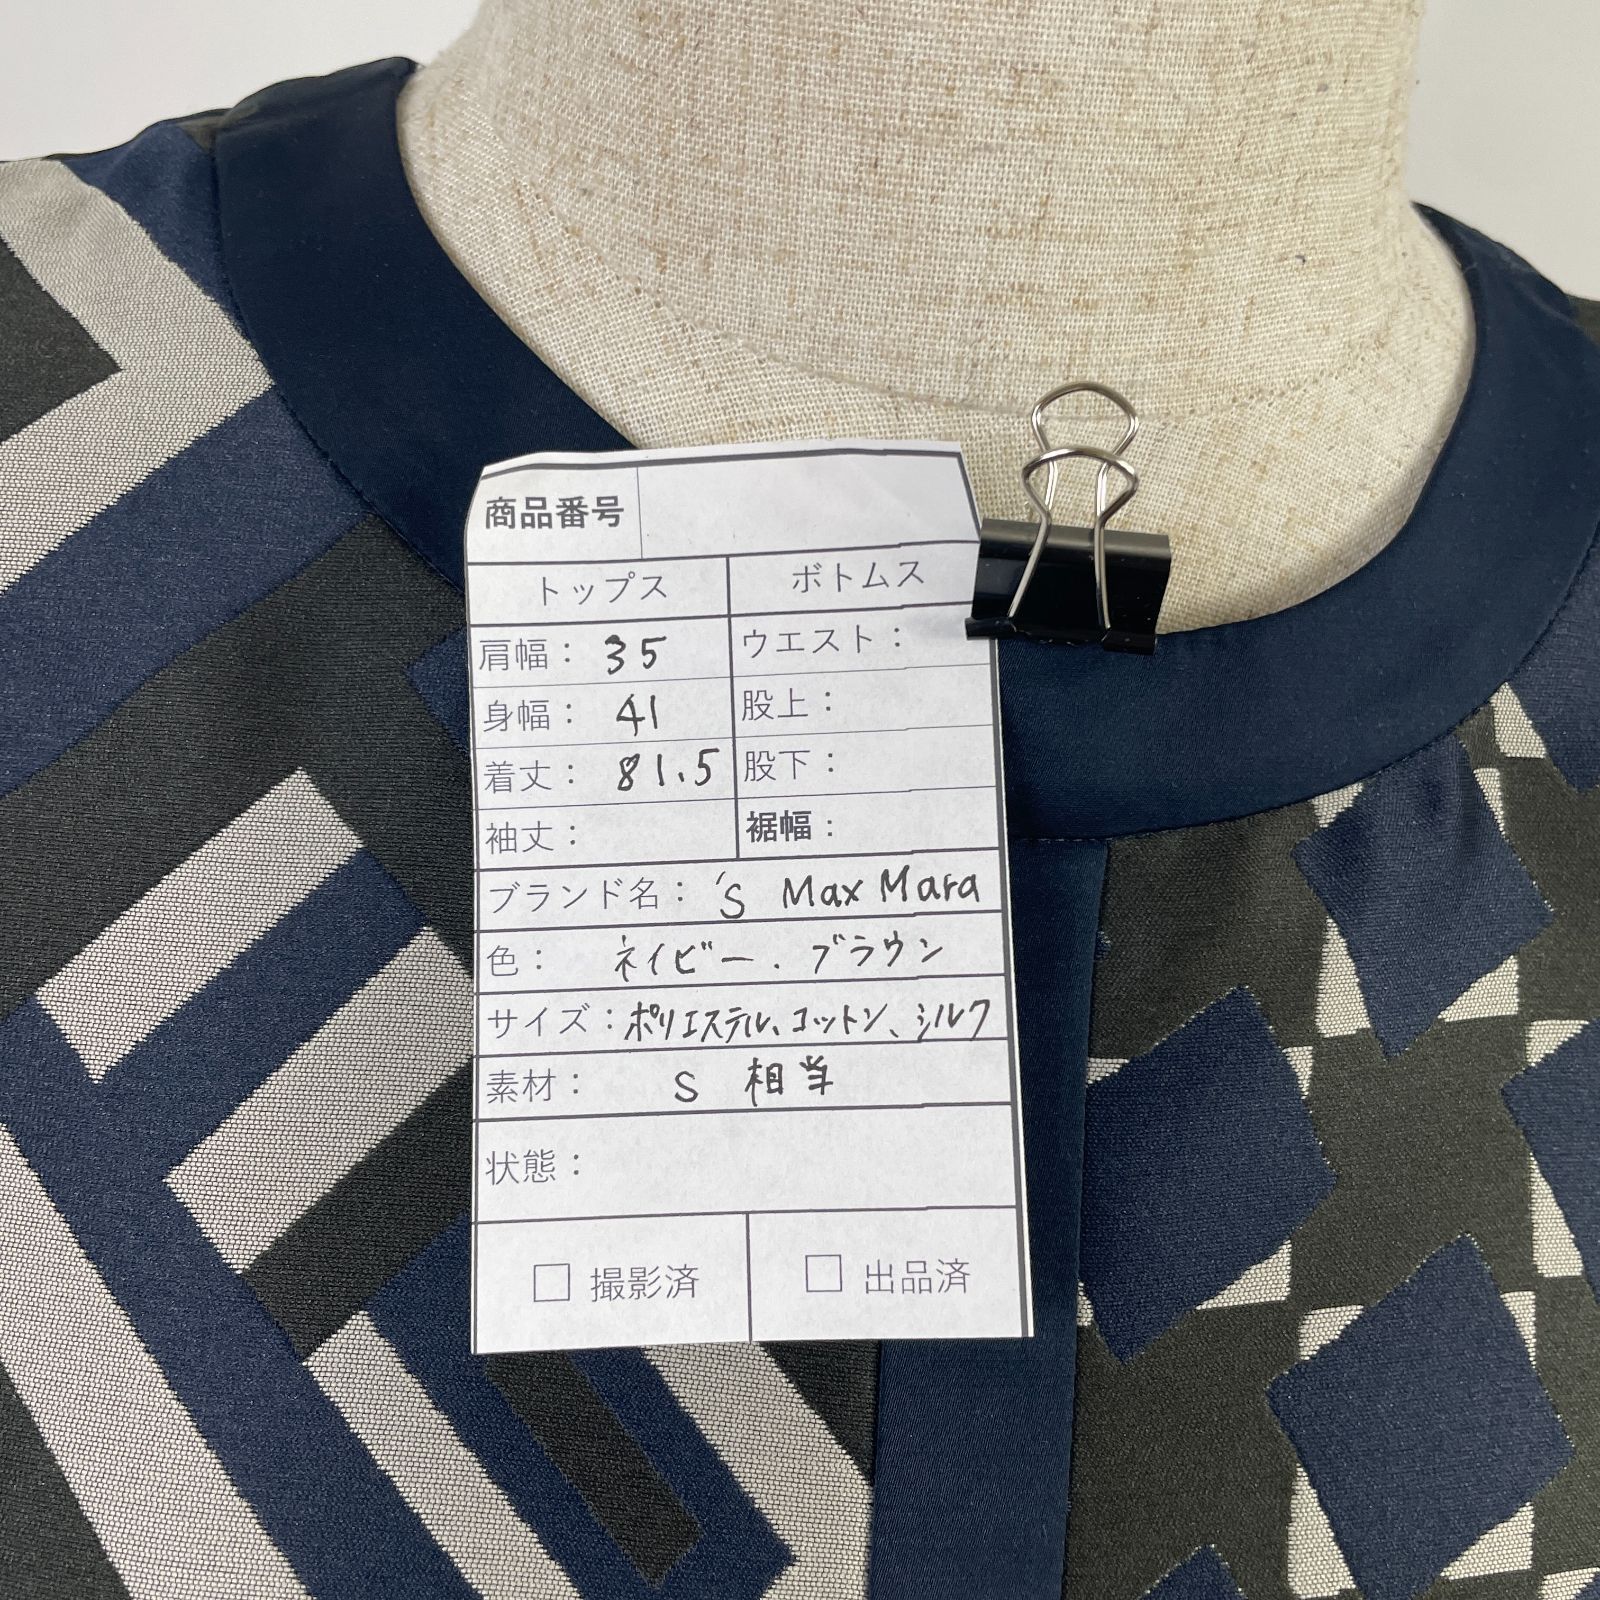 商品番号
トップス ボトムス
肩幅： 35 ウエスト：
身幅： 41 股上：
着丈： 81.5 股下：
袖丈： 裾幅：
ブランド名： 'S Max Mara
色： ネイビー．ブラウン
サイズ：ポリエステル、コットン、シルク
素材： S 相当
状態：
□ 撮影済 □ 出品済